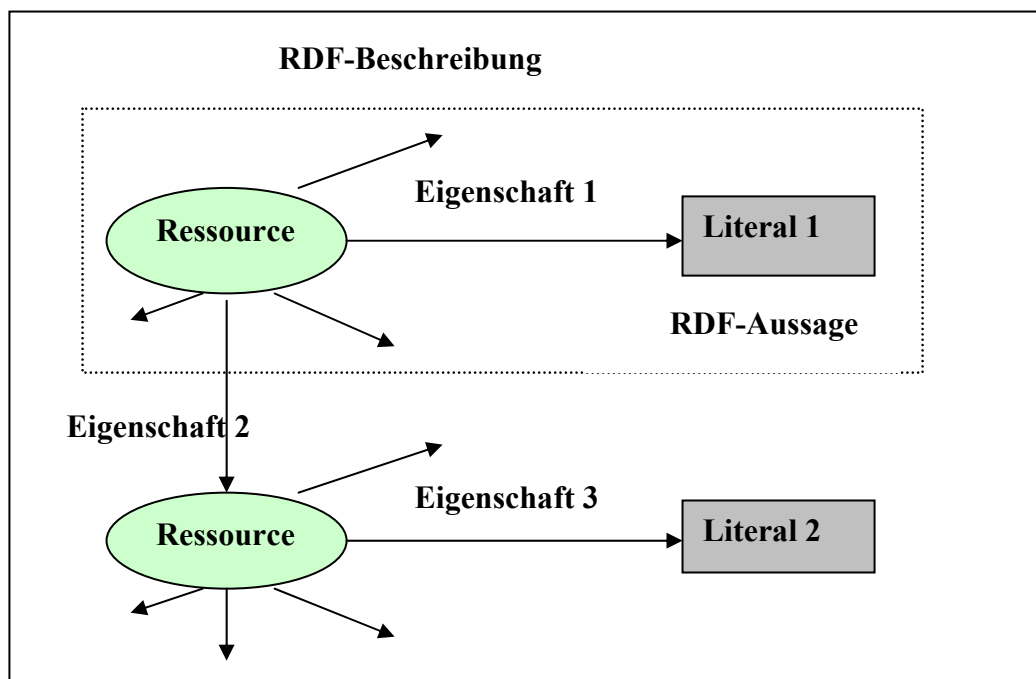 RDF-Beschreibung
Eigenschaft 1
Ressource
Literal 1
RDF-Aussage
Eigenschaft 2
Eigenschaft 3
Ressource
Literal 2